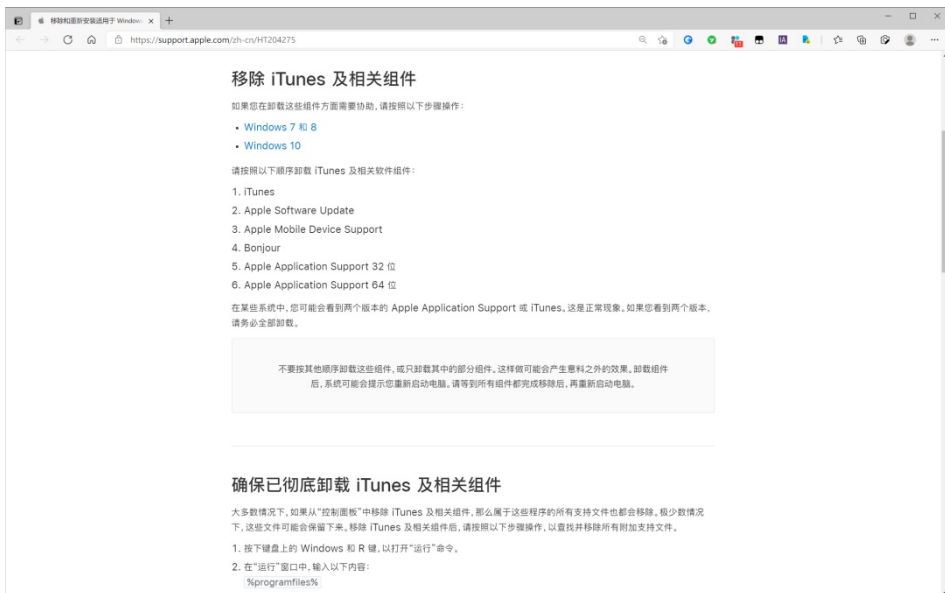 移除和重新安装适用于 Window
https://support.apple.com/zh-cn/HT204275
移除 iTunes 及相关组件
如果您在卸载这些组件方面需要协助,请按照以下步骤操作:
• Windows 7 和 8
• Windows 10
请按照以下顺序卸载 iTunes 及相关软件组件:
1. iTunes
2. Apple Software Update
3. Apple Mobile Device Support
4. Bonjour
5. Apple Application Support 32 位
6. Apple Application Support 64 位
在某些系统中,您可能会看到两个版本的 Apple Application Support 或 iTunes。这是正常现象。如果您看到两个版本,
请务必全部卸载。
不要按其他顺序卸载这些组件,或只卸载其中的部分组件。这样做可能会产生意料之外的效果。卸载组件
后,系统可能会提示您重新启动电脑。请等到所有组件都完成移除后,再重新启动电脑。
确保已彻底卸载 iTunes 及相关组件
大多数情况下,如果从“控制面板”中移除 iTunes 及相关组件,那么属于这些程序的所有支持文件也都会移除。极少数情况
下,这些文件可能会保留下来。移除 iTunes 及相关组件后,请按照以下步骤操作,以查找并移除所有附加支持文件。
1. 按下键盘上的 Windows 和 R 键,以打开“运行”命令。
2. 在“运行”窗口中,输入以下内容:
%programfiles%